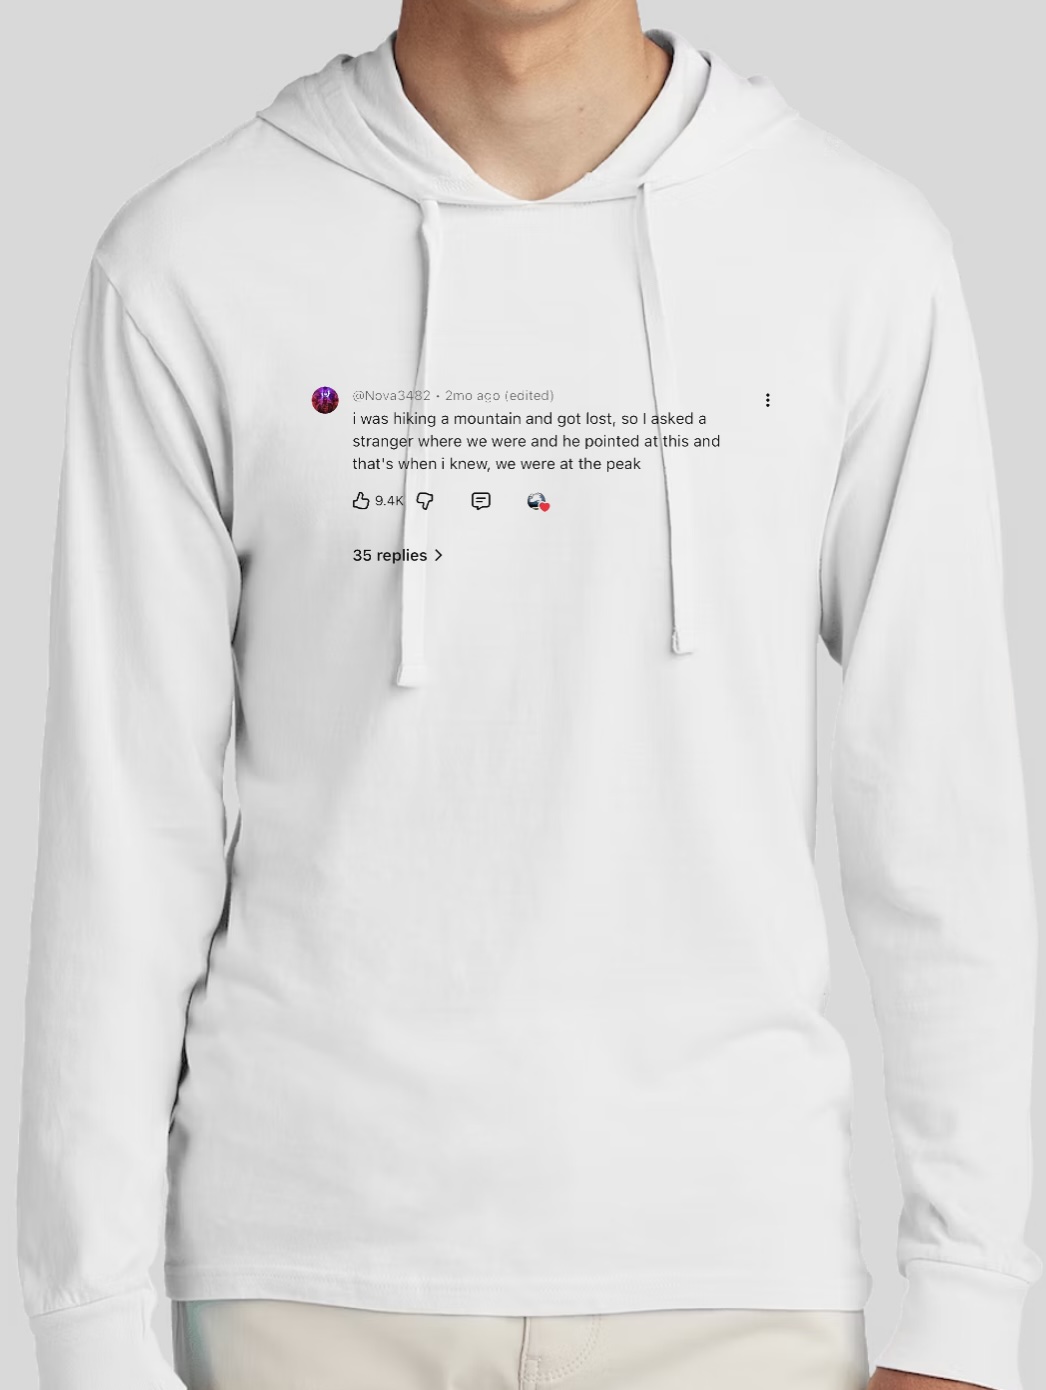 @Nova3482 • 2mo ago (edited)
i was hiking a mountain and got lost, so I asked a
stranger where we were and he pointed at this and
that's when i knew, we were at the peak
9.4K
35 replies >